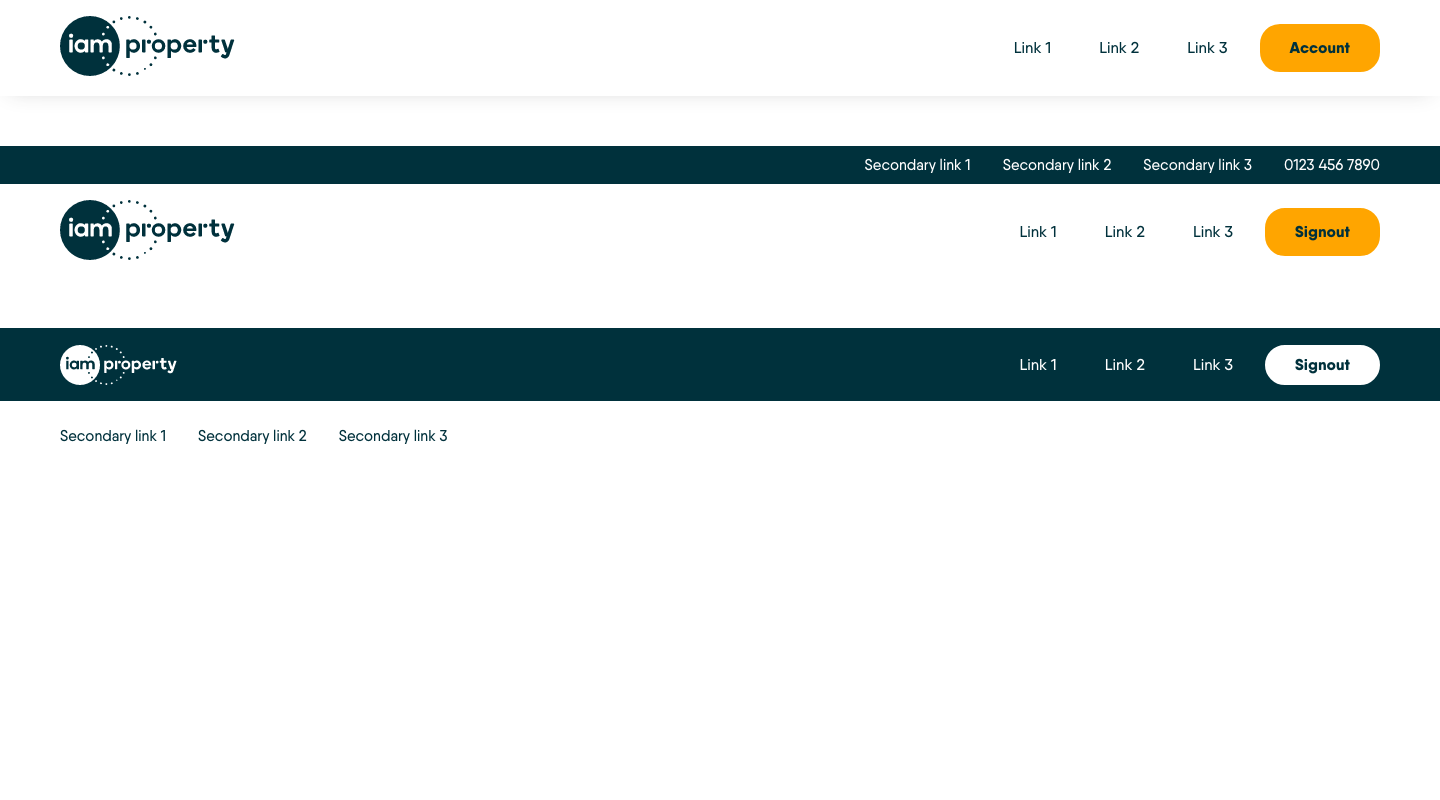 iam property Link 1 Link 2 Link 3 Account
Secondary link 1 Secondary link 2 Secondary link 3 0123 456 7890
iam property Link 1 Link 2 Link 3 Signout
iam property Link 1 Link 2 Link 3 Signout
Secondary link 1 Secondary link 2 Secondary link 3